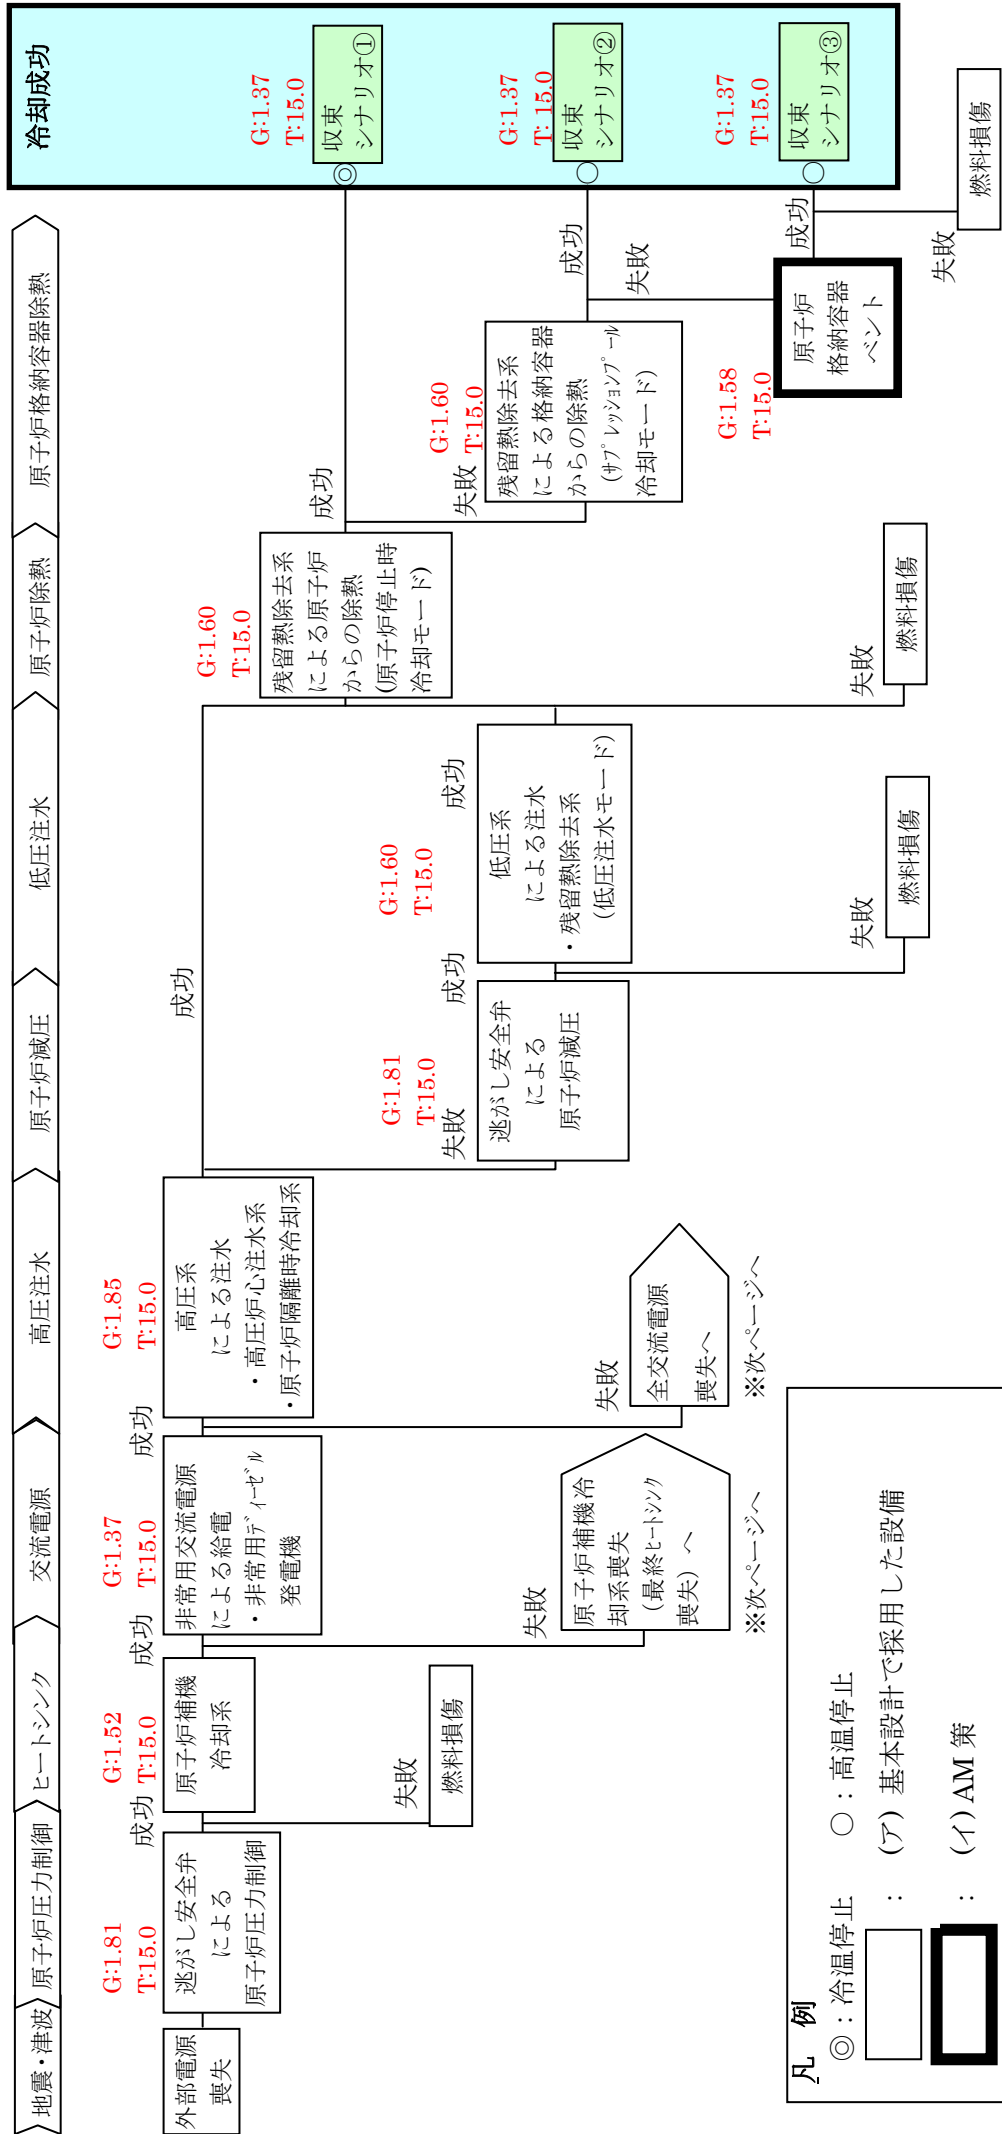 地震・津波
原子炉圧力制御
ヒートシンク
交流電源
高圧注水
原子炉減圧
低圧注水
原子炉除熱
原子炉格納容器除熱
冷却成功
外部電源
喪失
G:1.81
T:15.0
逃がし安全弁
による
原子炉圧力制御
成功
失敗
燃料損傷
G:1.52
T:15.0
原子炉補機
冷却系
成功
失敗
原子炉補機冷
却系喪失
(最終ヒートシンク
喪失)へ
※次ページへ
G:1.37
T:15.0
非常用交流電源
による給電
・非常用ディーゼル
発電機
成功
失敗
全交流電源
喪失へ
※次ページへ
G:1.85
T:15.0
高圧系
による注水
・高圧炉心注水系
・原子炉隔離時冷却系
成功
失敗
G:1.81
T:15.0
逃がし安全弁
による
原子炉減圧
成功
失敗
燃料損傷
G:1.60
T:15.0
低圧系
による注水
・残留熱除去系
(低圧注水モード)
成功
失敗
燃料損傷
G:1.60
T:15.0
残留熱除去系
による原子炉
からの除熱
(原子炉停止時
冷却モード)
成功
失敗
G:1.60
T:15.0
残留熱除去系
による格納容器
からの除熱
(サプレッションプール
冷却モード)
成功
失敗
G:1.58
T:15.0
原子炉
格納容器
ベント
成功
失敗
燃料損傷
G:1.37
T:15.0
◎
収束
シナリオ①
G:1.37
T:15.0
○
収束
シナリオ②
G:1.37
T:15.0
○
収束
シナリオ③
凡 例
◎:冷温停止 ○:高温停止
: (ア) 基本設計で採用した設備
: (イ) AM 策